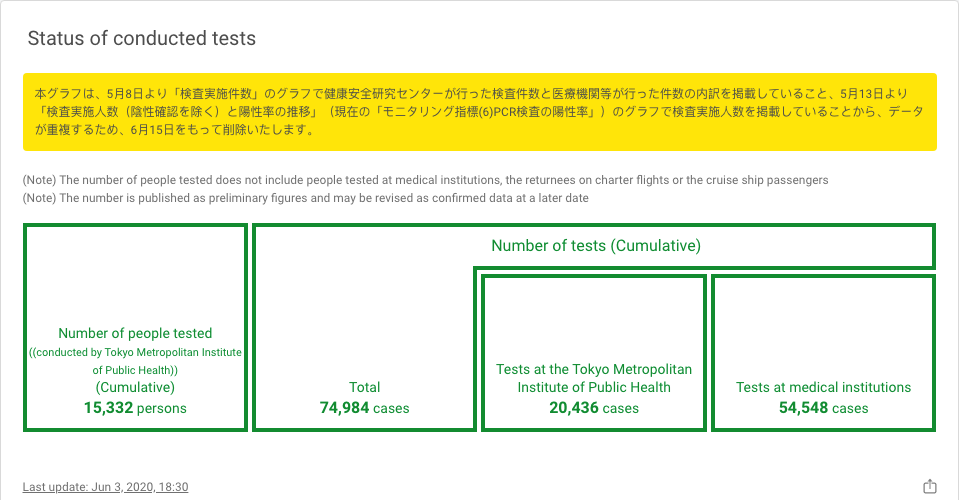 Status of conducted tests
本グラフは、5月8日より「検査実施件数」のグラフで健康安全研究センターが行った検査件数と医療機関等が行った件数の内訳を掲載していること、5月13日より
「検査実施人数（陰性確認を除く）と陽性率の推移」（現在の「モニタリング指標(6)PCR検査の陽性率」）のグラフで検査実施人数を掲載していることから、データ
が重複するため、6月15日をもって削除いたします。
(Note) The number of people tested does not include people tested at medical institutions, the returnees on charter flights or the cruise ship passengers
(Note) The number is published as preliminary figures and may be revised as confirmed data at a later date
Number of people tested
((conducted by Tokyo Metropolitan Institute
of Public Health))
(Cumulative)
15,332 persons
Number of tests (Cumulative)
Total
74,984 cases
Tests at the Tokyo Metropolitan
Institute of Public Health
20,436 cases
Tests at medical institutions
54,548 cases
Last update: Jun 3, 2020, 18:30